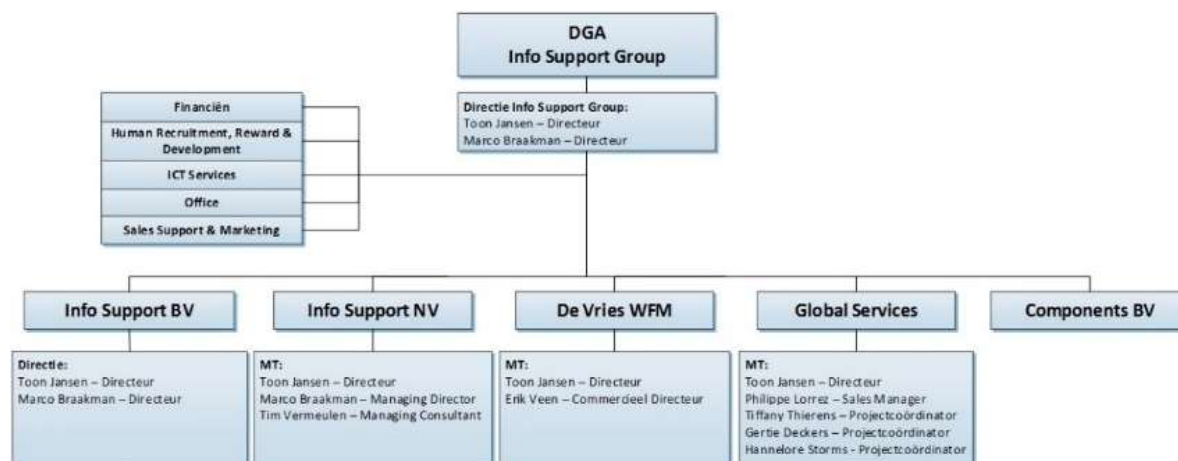 DGA
Info Support Group
Directie Info Support Group:
Toon Jansen – Directeur
Marco Braakman – Directeur
Financiën
Human Recruitment, Reward &
Development
ICT Services
Office
Sales Support & Marketing
Info Support BV
Directie:
Toon Jansen – Directeur
Marco Braakman – Directeur
Info Support NV
MT:
Toon Jansen – Directeur
Marco Braakman – Managing Director
Tim Vermeulen – Managing Consultant
De Vries WFM
MT:
Toon Jansen – Directeur
Erik Veen – Commercieel Directeur
Global Services
MT:
Toon Jansen – Directeur
Philippe Lorrez – Sales Manager
Tiffany Thierens – Projectcoördinator
Gertie Deckers – Projectcoördinator
Hannelore Storms - Projectcoördinator
Components BV